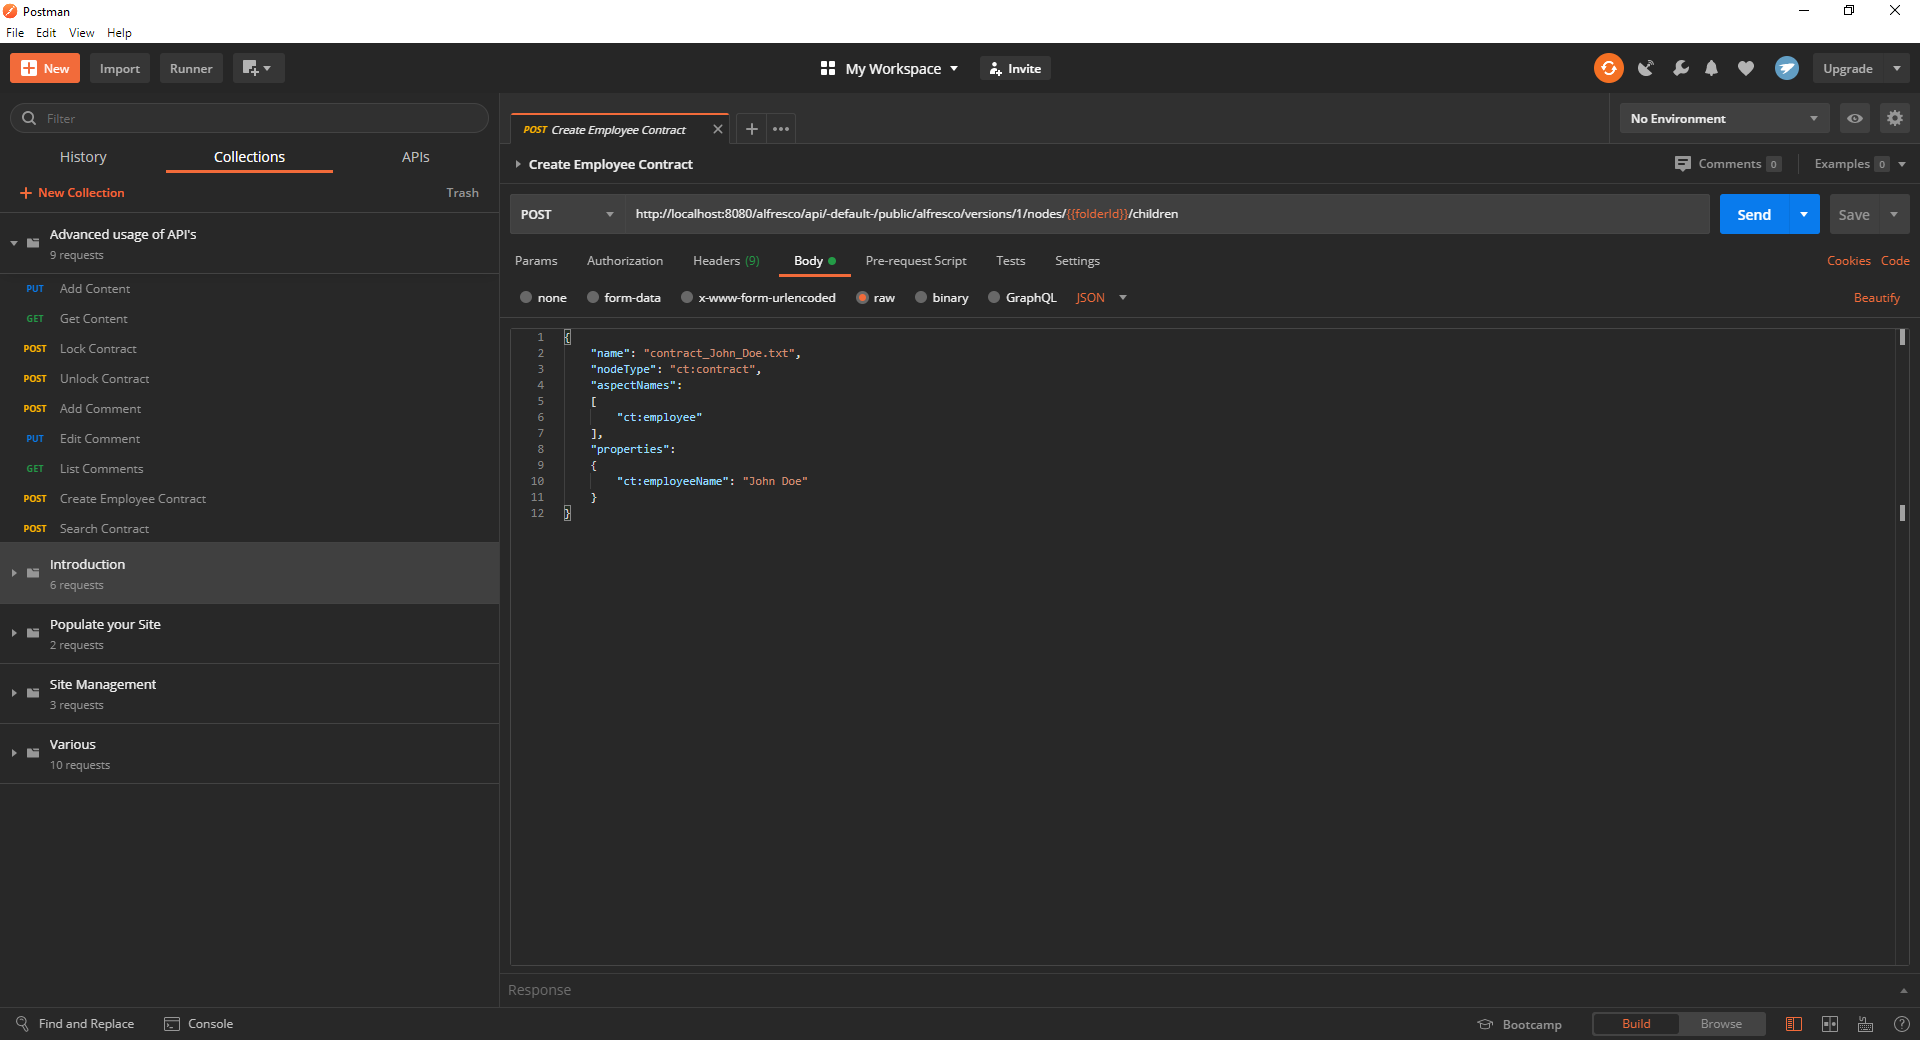 Postman
File Edit View Help
New Import Runner My Workspace Invite Upgrade
Filter
History Collections APIs
New Collection Trash
Advanced usage of API's
9 requests
PUT Add Content
GET Get Content
POST Lock Contract
POST Unlock Contract
POST Add Comment
PUT Edit Comment
GET List Comments
POST Create Employee Contract
POST Search Contract
Introduction
6 requests
Populate your Site
2 requests
Site Management
3 requests
Various
10 requests
POST Create Employee Contract
No Environment
Create Employee Contract Comments 0 Examples 0
POST http://localhost:8080/alfresco/api/-default-/public/alfresco/versions/1/nodes/{{folderId}}/children Send Save
Params Authorization Headers (9) Body Pre-request Script Tests Settings Cookies Code
none form-data x-www-form-urlencoded raw binary GraphQL JSON Beautify
1 {
2 "name": "contract_John_Doe.txt",
3 "nodeType": "ct:contract",
4 "aspectNames":
5 [
6 "ct:employee"
7 ],
8 "properties":
9 {
10 "ct:employeeName": "John Doe"
11 }
12 }
Response
Find and Replace Console Bootcamp Build Browse